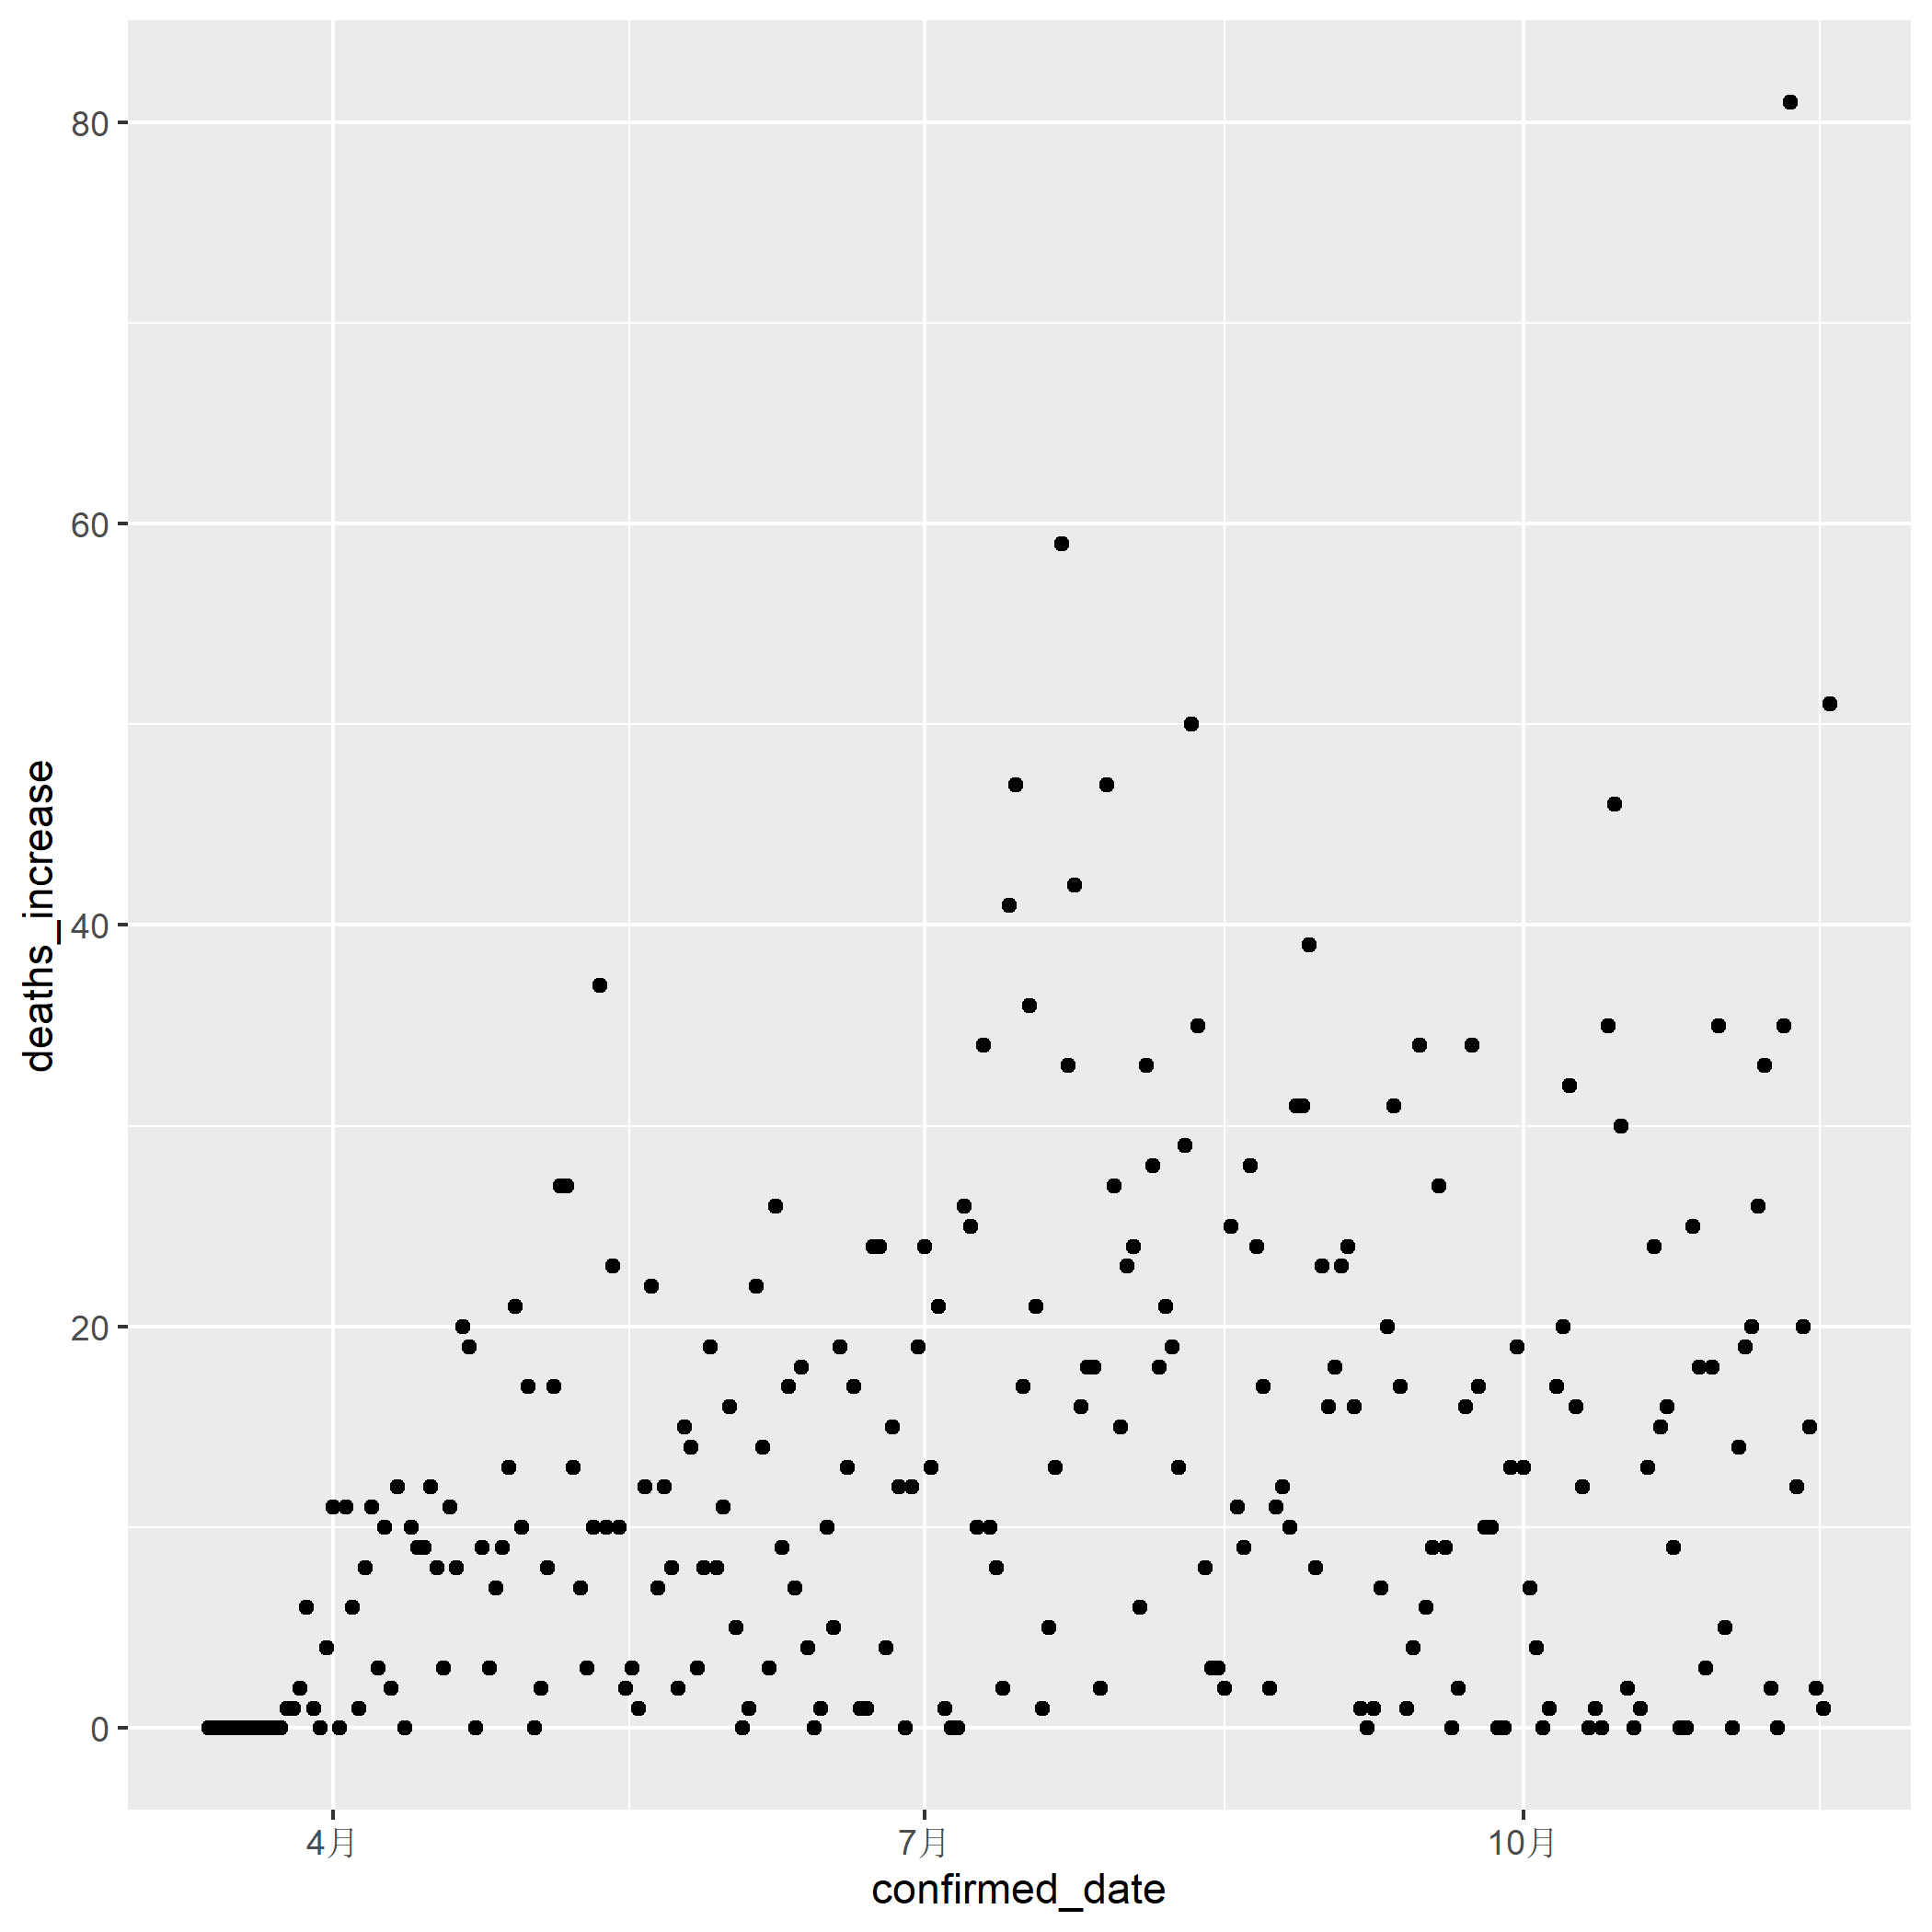 deaths_increase
80
60
40
20
0
4月
7月
10月
confirmed_date